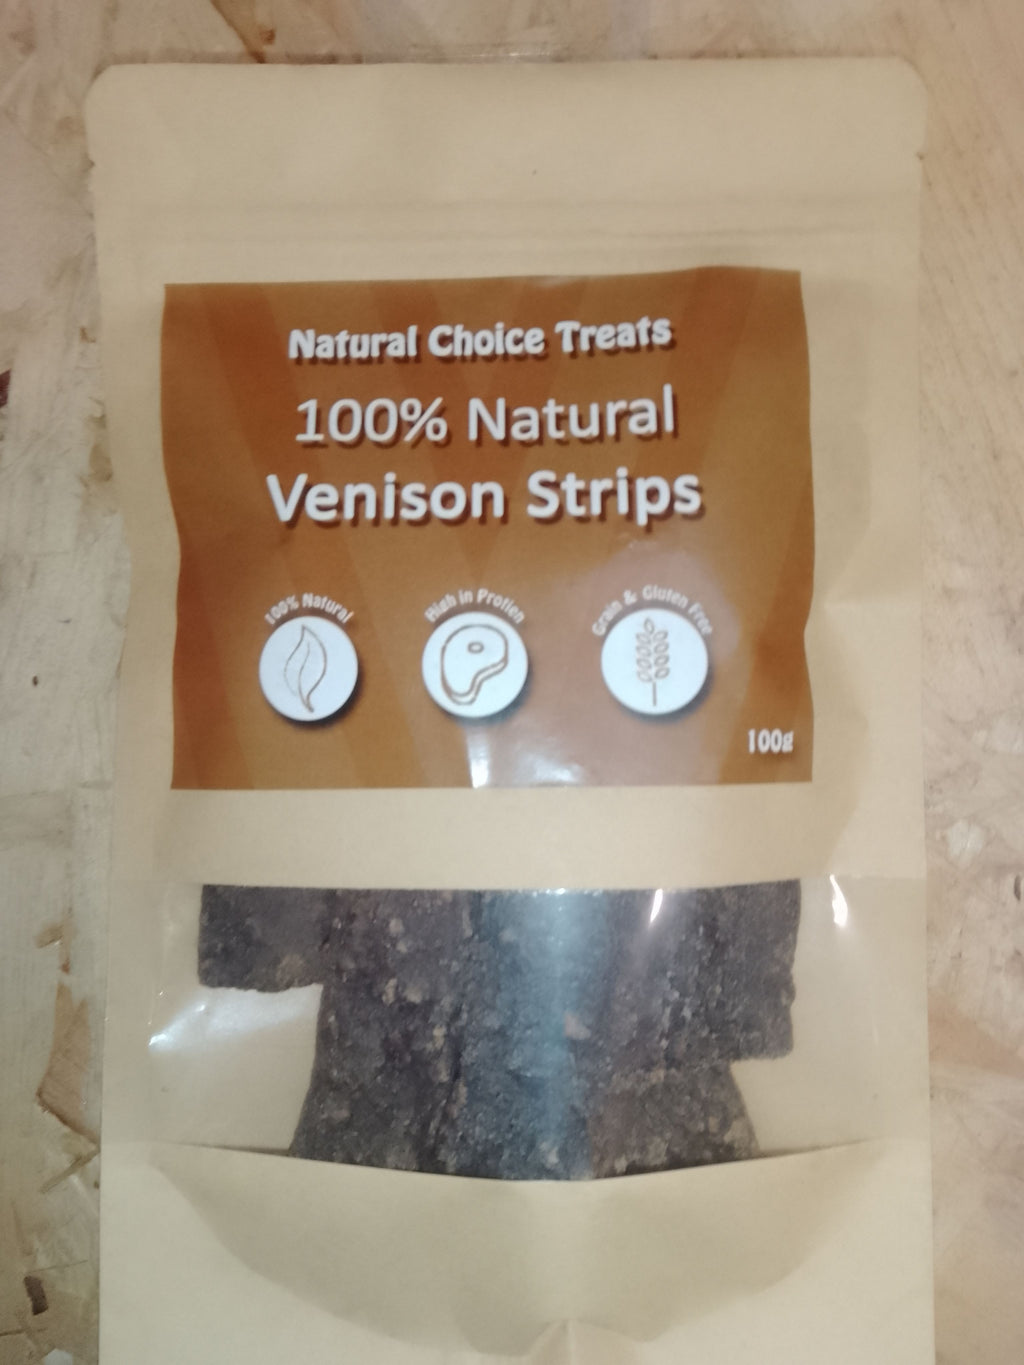 Natural Choice Treats
100% Natural
Venison Strips
100% Natural
High in Protien
Grain & Gluten Free
100g